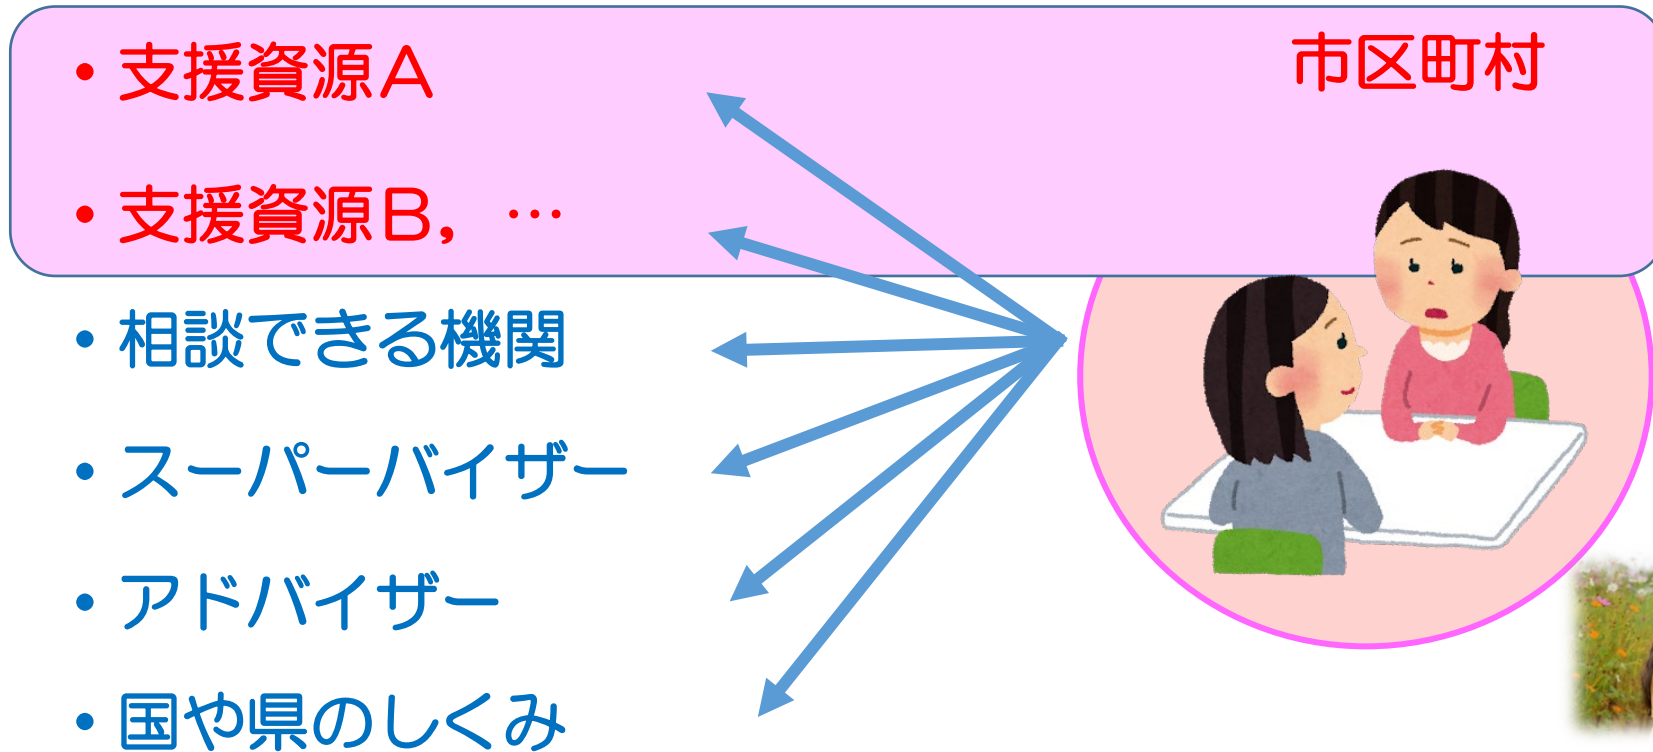 • 支援資源A
市区町村
• 支援資源B，…
• 相談できる機関
• スーパーバイザー
• アドバイザー
• 国や県のしくみ